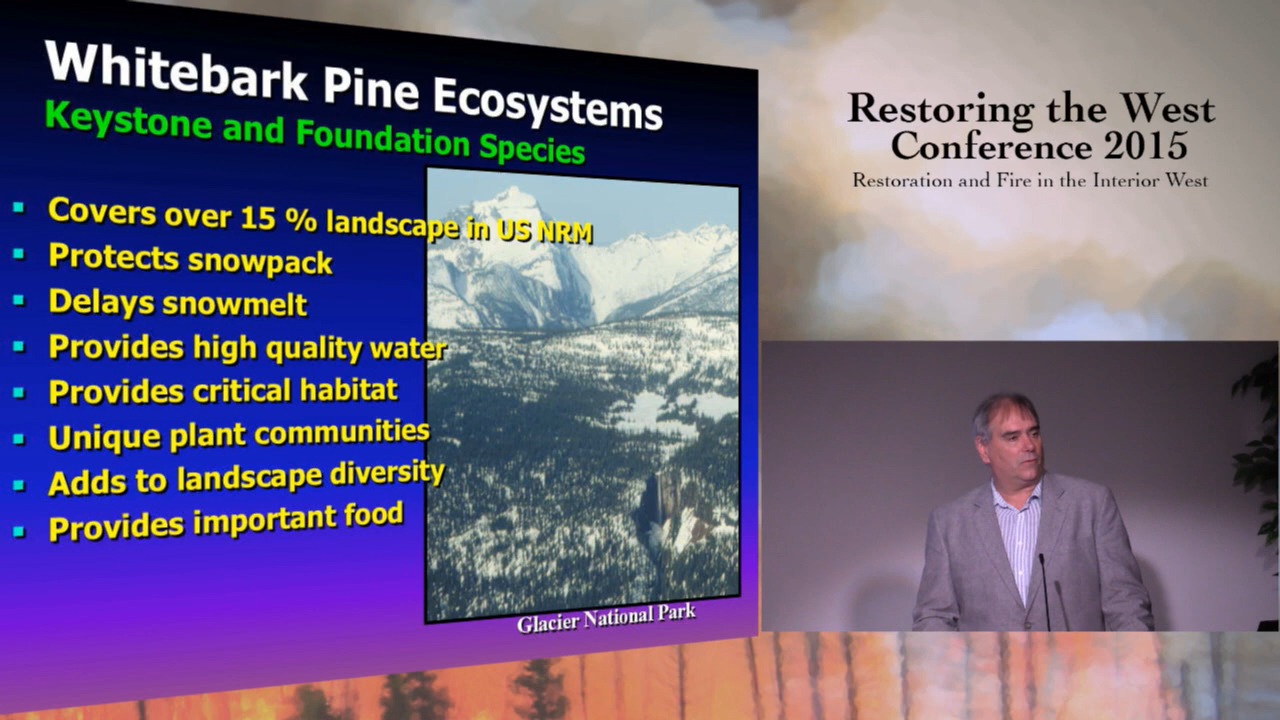 Whitebark Pine Ecosystems
Keystone and Foundation Species
Covers over 15 % landscape in US NRM
Protects snowpack
Delays snowmelt
Provides high quality water
Provides critical habitat
Unique plant communities
Adds to landscape diversity
Provides important food
Glacier National Park
Restoring the West
Conference 2015
Restoration and Fire in the Interior West